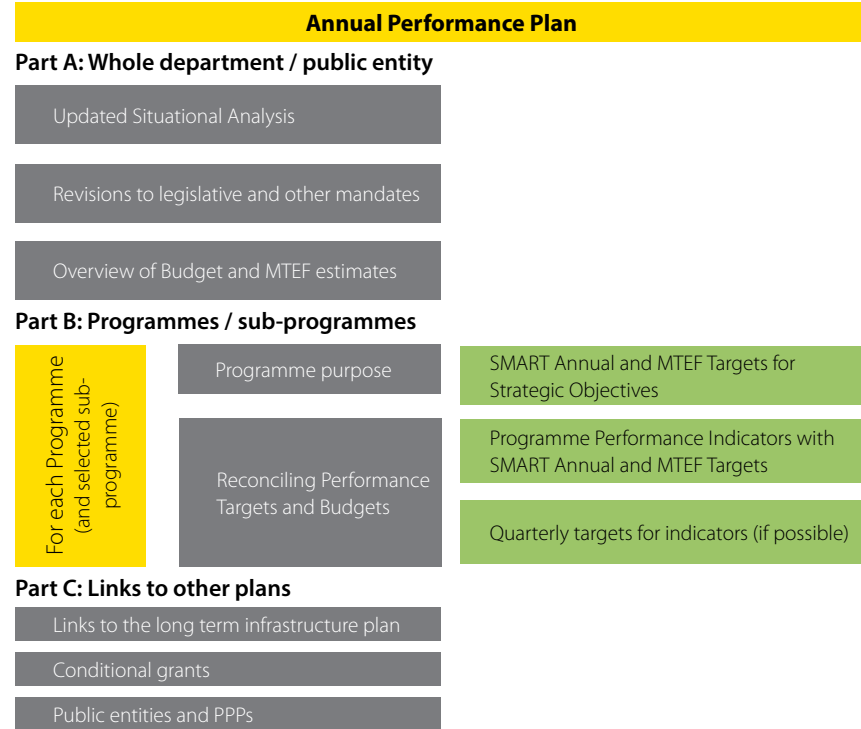 Annual Performance Plan
Part A: Whole department / public entity
Updated Situational Analysis
Revisions to legislative and other mandates
Overview of Budget and MTEF estimates
Part B: Programmes / sub-programmes
For each Programme
(and selected sub-
programme)
Programme purpose
Reconciling Performance
Targets and Budgets
SMART Annual and MTEF Targets for
Strategic Objectives
Programme Performance Indicators with
SMART Annual and MTEF Targets
Quarterly targets for indicators (if possible)
Part C: Links to other plans
Links to the long term infrastructure plan
Conditional grants
Public entities and PPPs